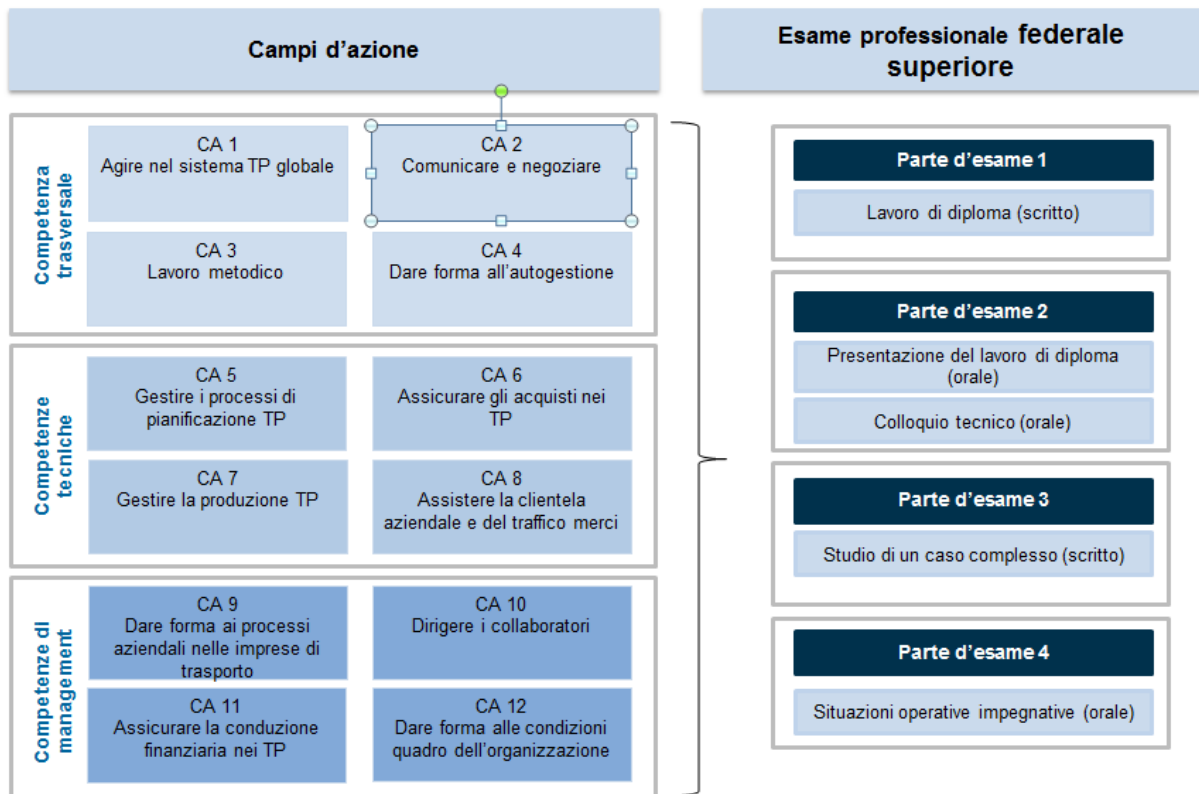 Campi d'azione
Esame professionale federale
superiore
Competenza
trasversale
CA 1
Agire nel sistema TP globale
CA 2
Comunicare e negoziare
CA 3
Lavoro metodico
CA 4
Dare forma all'autogestione
Competenze
tecniche
CA 5
Gestire i processi di
pianificazione TP
CA 6
Assicurare gli acquisti nei
TP
CA 7
Gestire la produzione TP
CA 8
Assistere la clientela
aziendale e del traffico merci
Competenze di
management
CA 9
Dare forma ai processi
aziendali nelle imprese di
trasporto
CA 10
Dirigere i collaboratori
CA 11
Assicurare la conduzione
finanziaria nei TP
CA 12
Dare forma alle condizioni
quadro dell'organizzazione
Parte d'esame 1
Lavoro di diploma (scritto)
Parte d'esame 2
Presentazione del lavoro di diploma
(orale)
Colloquio tecnico (orale)
Parte d'esame 3
Studio di un caso complesso (scritto)
Parte d'esame 4
Situazioni operative impegnative (orale)